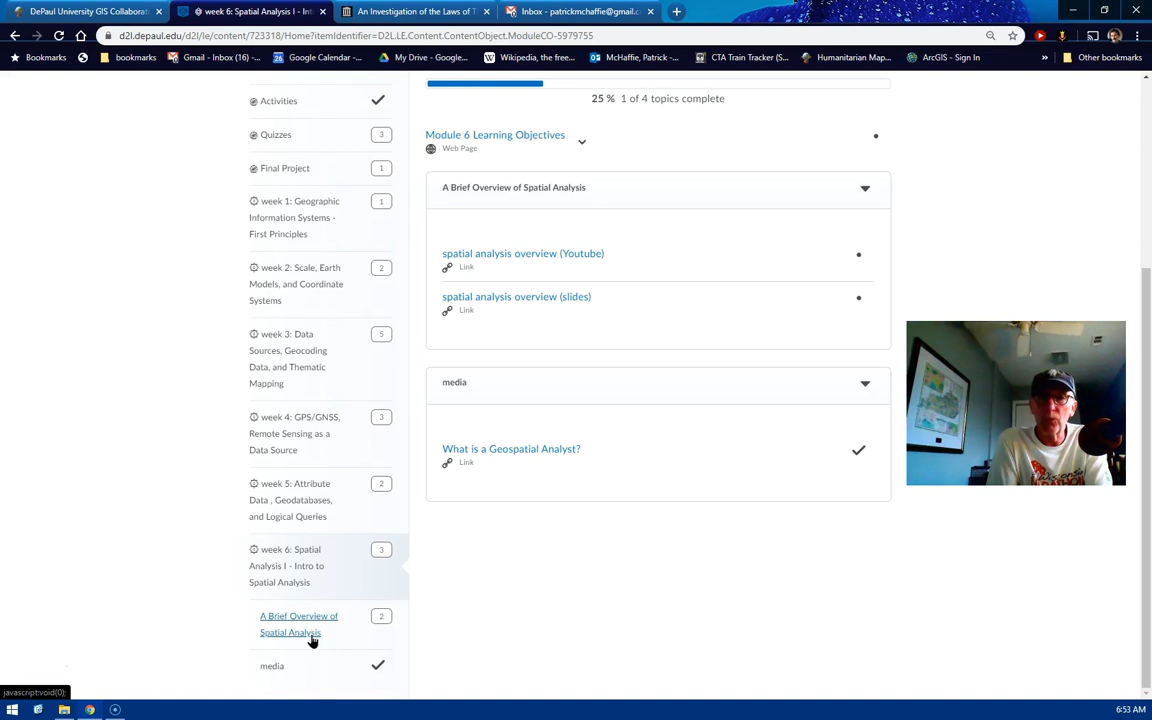 DePaul University GIS Collaborat
week 6: Spatial Analysis I - Int
An Investigation of the Laws of T
Inbox - patrickmchaffie@gmail.c
d2l.depaul.edu/d2l/le/content/723318/Home?itemIdentifier=D2L.LE.Content.ContentObject.ModuleCO-5979755
Bookmarks
bookmarks
Gmail - Inbox (16) -...
Google Calendar -...
My Drive - Google...
Wikipedia, the free...
McHaffie, Patrick -...
CTA Train Tracker (S...
Humanitarian Map...
ArcGIS - Sign In
»
Other bookmarks
Activities
Quizzes
3
Final Project
1
week 1: Geographic
Information Systems -
First Principles
1
week 2: Scale, Earth
Models, and Coordinate
Systems
2
week 3: Data
Sources, Geocoding
Data, and Thematic
Mapping
5
week 4: GPS/GNSS,
Remote Sensing as a
Data Source
3
week 5: Attribute
Data , Geodatabases,
and Logical Queries
2
week 6: Spatial
Analysis I - Intro to
Spatial Analysis
3
A Brief Overview of
Spatial Analysis
2
media
25 % 1 of 4 topics complete
Module 6 Learning Objectives
Web Page
A Brief Overview of Spatial Analysis
spatial analysis overview (Youtube)
Link
spatial analysis overview (slides)
Link
media
What is a Geospatial Analyst?
Link
javascript:void(0);
6:53 AM